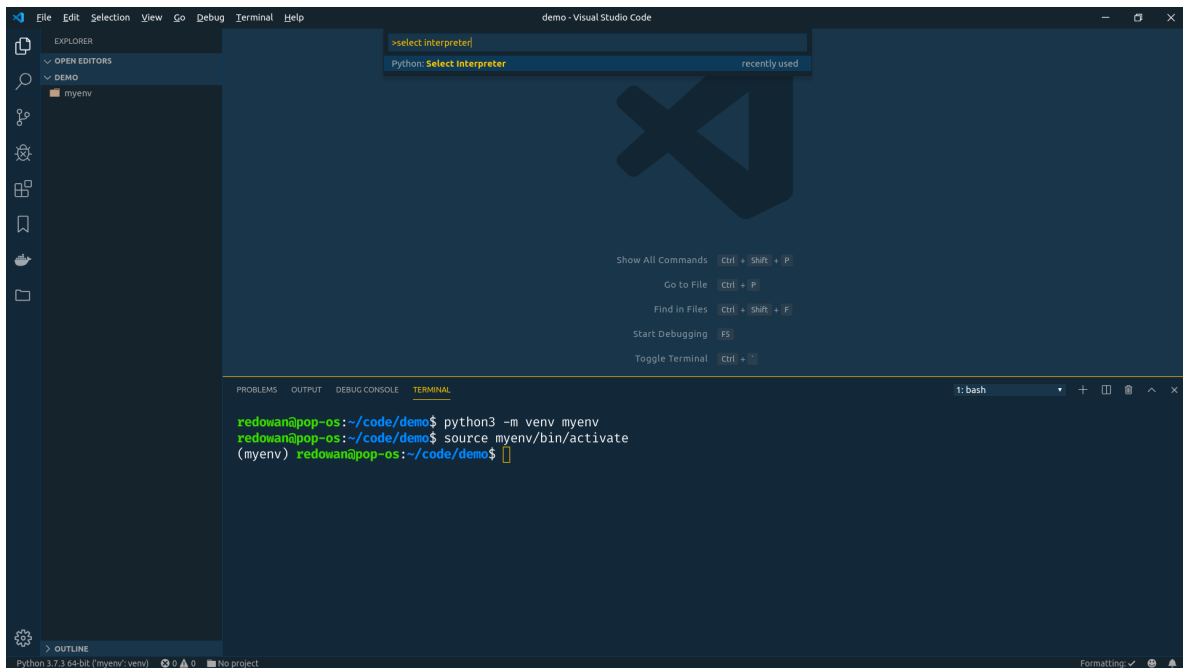 File Edit Selection View Go Debug Terminal Help demo - Visual Studio Code
EXPLORER
OPEN EDITORS
DEMO
myenv
OUTLINE
>select interpreter
Python: Select Interpreter recently used
Show All Commands Ctrl + Shift + P
Go to File Ctrl + P
Find in Files Ctrl + Shift + F
Start Debugging F5
Toggle Terminal Ctrl + `
PROBLEMS OUTPUT DEBUG CONSOLE TERMINAL 1: bash
redowan@pop-os:~/code/demo$ python3 -m venv myenv
redowan@pop-os:~/code/demo$ source myenv/bin/activate
(myenv) redowan@pop-os:~/code/demo$
Python 3.7.3 64-bit ('myenv': venv) 0 0 No project Formatting: ✓